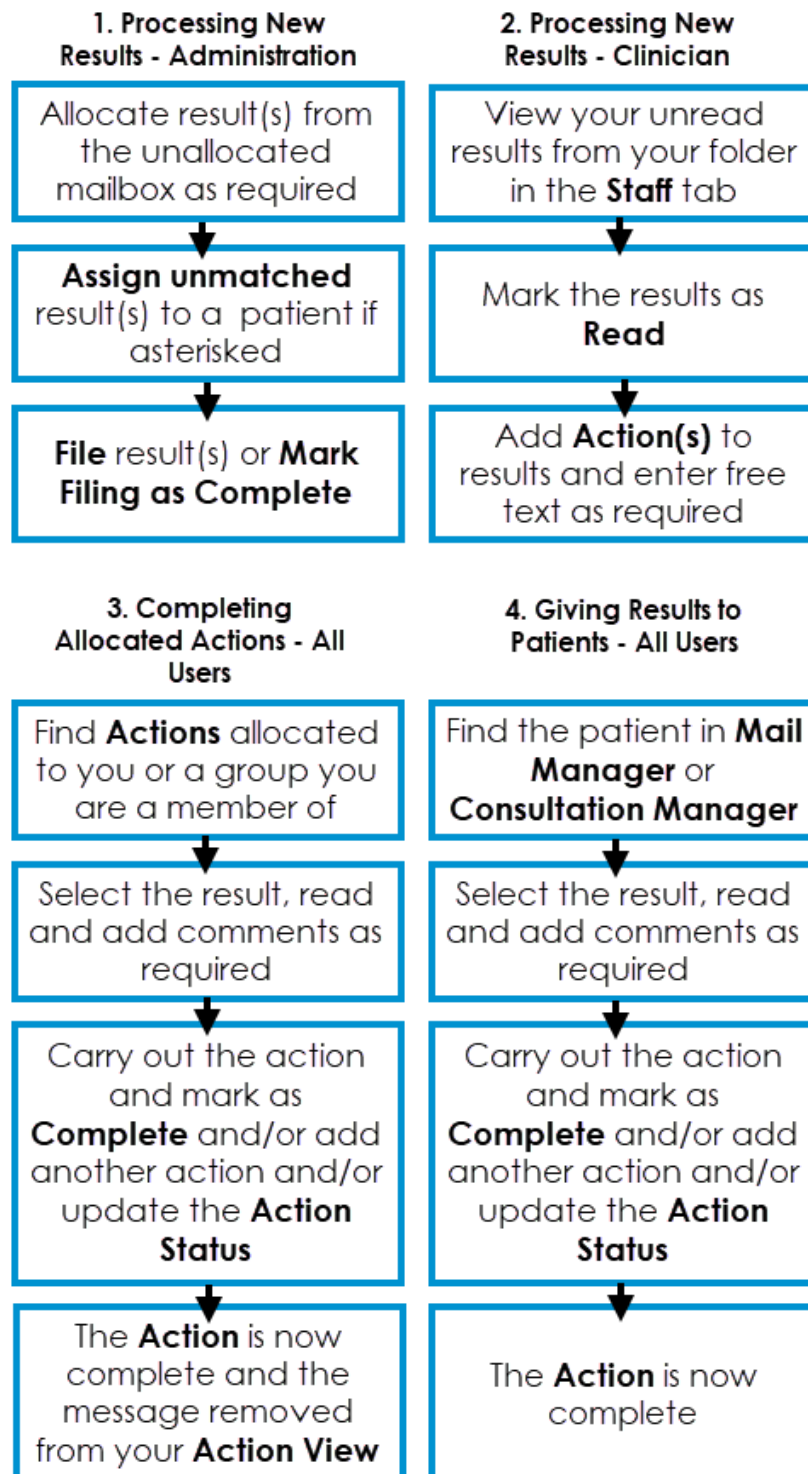 1. Processing New
Results - Administration
Allocate result(s) from
the unallocated
mailbox as required
Assign unmatched
result(s) to a patient if
asterisked
File result(s) or Mark
Filing as Complete
2. Processing New
Results - Clinician
View your unread
results from your folder
in the Staff tab
Mark the results as
Read
Add Action(s) to
results and enter free
text as required
3. Completing
Allocated Actions - All
Users
Find Actions allocated
to you or a group you
are a member of
Select the result, read
and add comments as
required
Carry out the action
and mark as
Complete and/or add
another action and/or
update the Action
Status
The Action is now
complete and the
message removed
from your Action View
4. Giving Results to
Patients - All Users
Find the patient in Mail
Manager or
Consultation Manager
Select the result, read
and add comments as
required
Carry out the action
and mark as
Complete and/or add
another action and/or
update the Action
Status
The Action is now
complete